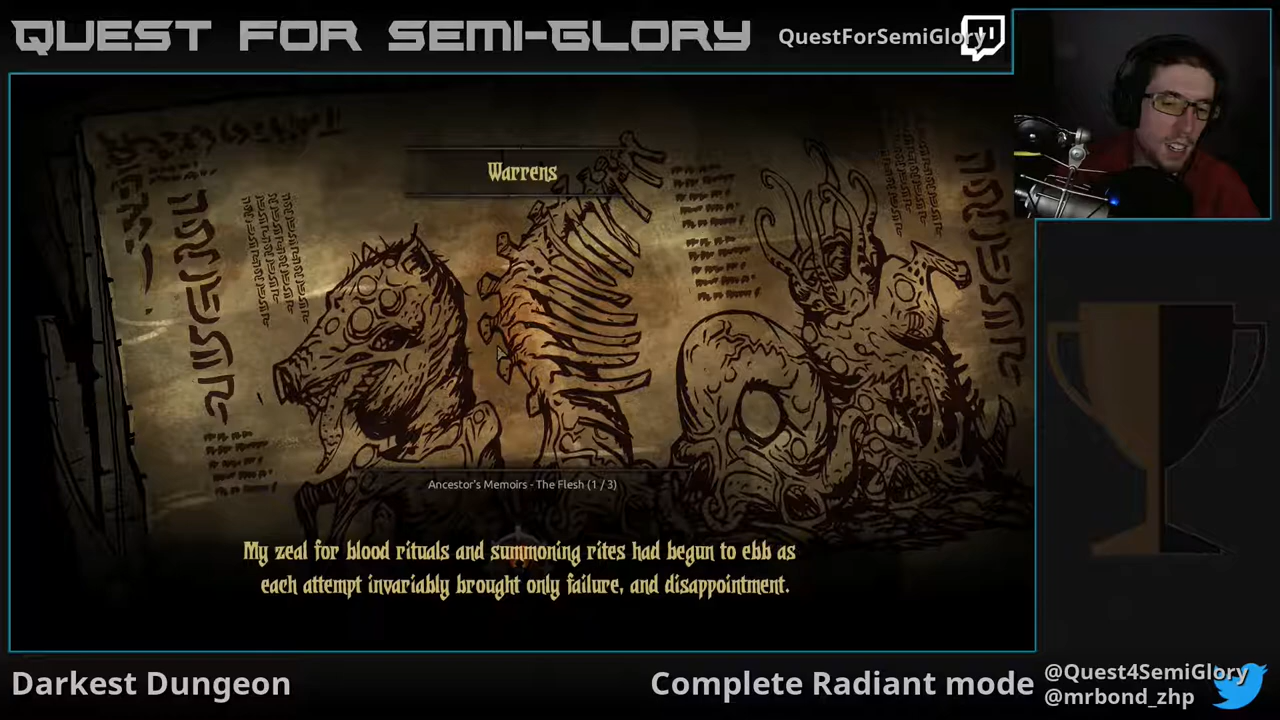 QUEST FOR SEMI-GLORY
QuestForSemiGlory
Warrens
Ancestor's Memoirs - The Flesh (1 / 3)
My zeal for blood rituals and summoning rites had begun to ebb as
each attempt invariably brought only failure, and disappointment.
Darkest Dungeon
Complete Radiant mode
@Quest4SemiGlory
@mrbond_zhp